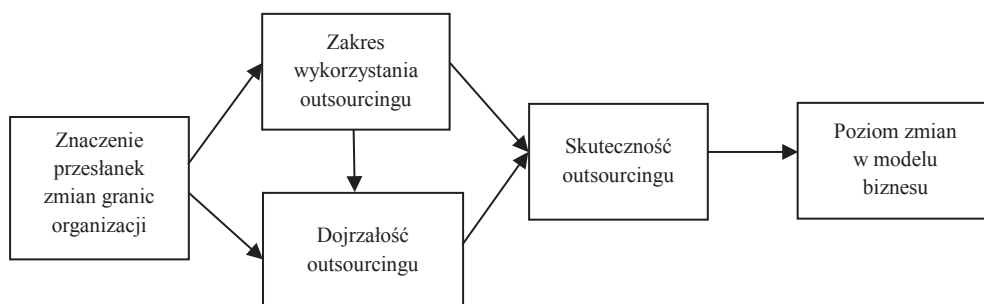 Znaczenie
przesłanek
zmian granic
organizacji
Zakres
wykorzystania
outsourcingu
Dojrzałość
outsourcingu
Skuteczność
outsourcingu
Poziom zmian
w modelu
biznesu